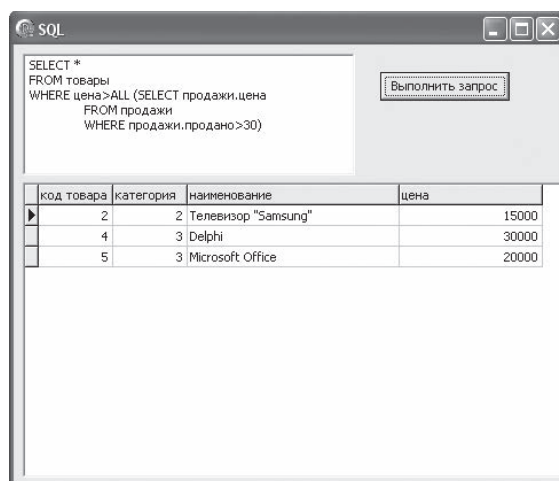 SQL
SELECT *
FROM товары
WHERE цена>ALL (SELECT продажи.цена
FROM продажи
WHERE продажи.продано>30)
Выполнить запрос
код товара категория наименование цена
2 2 Телевизор "Samsung" 15000
4 3 Delphi 30000
5 3 Microsoft Office 20000